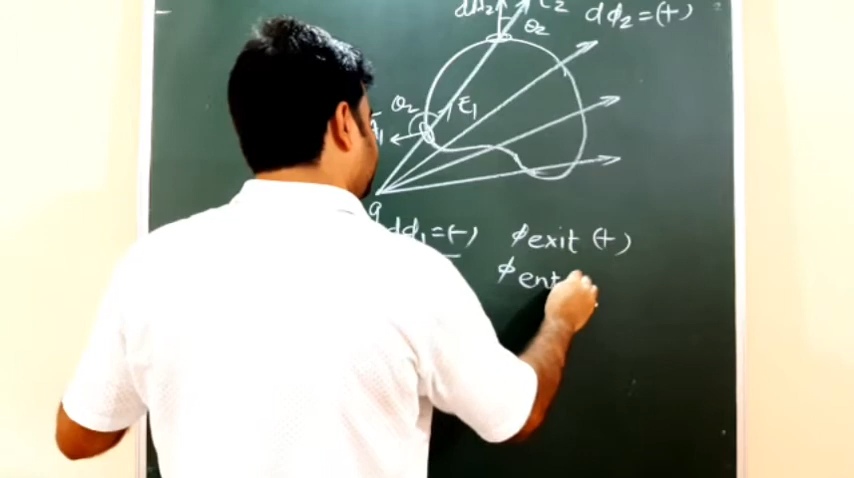 dϕ₂=(+)
θ₂
θ₂
E₁
q
dϕ₁=(-)
ϕexit (+)
ϕent